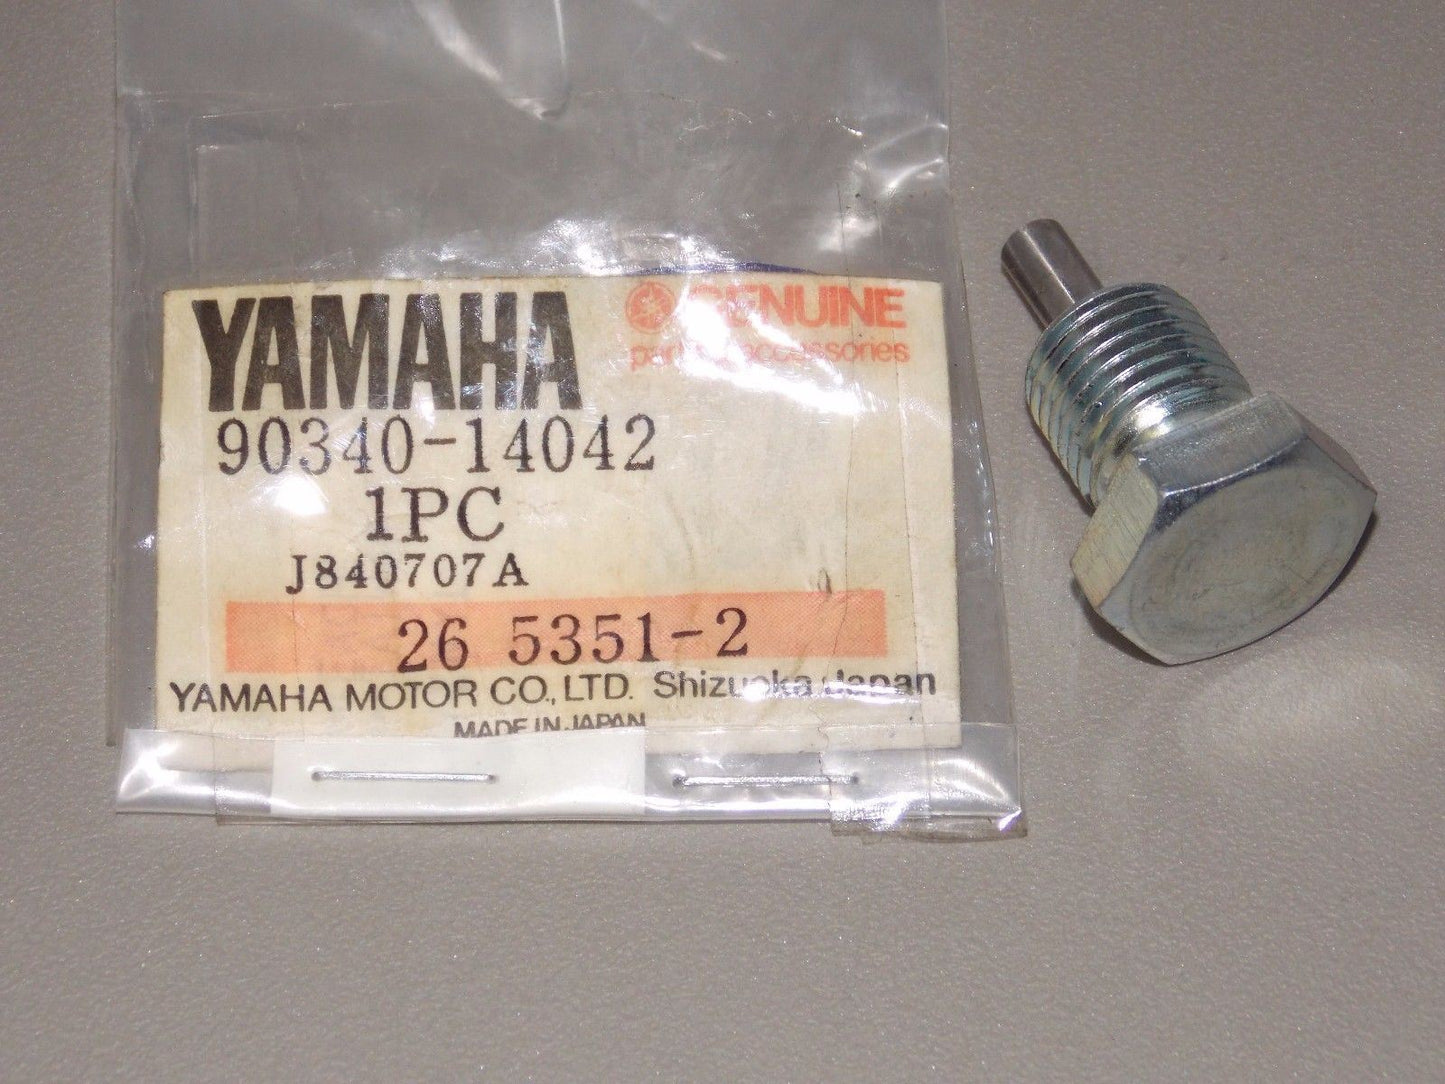 YAMAHA
GENUINE
parts & accessories
90340-14042
1PC
J840707A
26 5351-2
YAMAHA MOTOR CO., LTD. Shizuoka Japan
MADE IN JAPAN